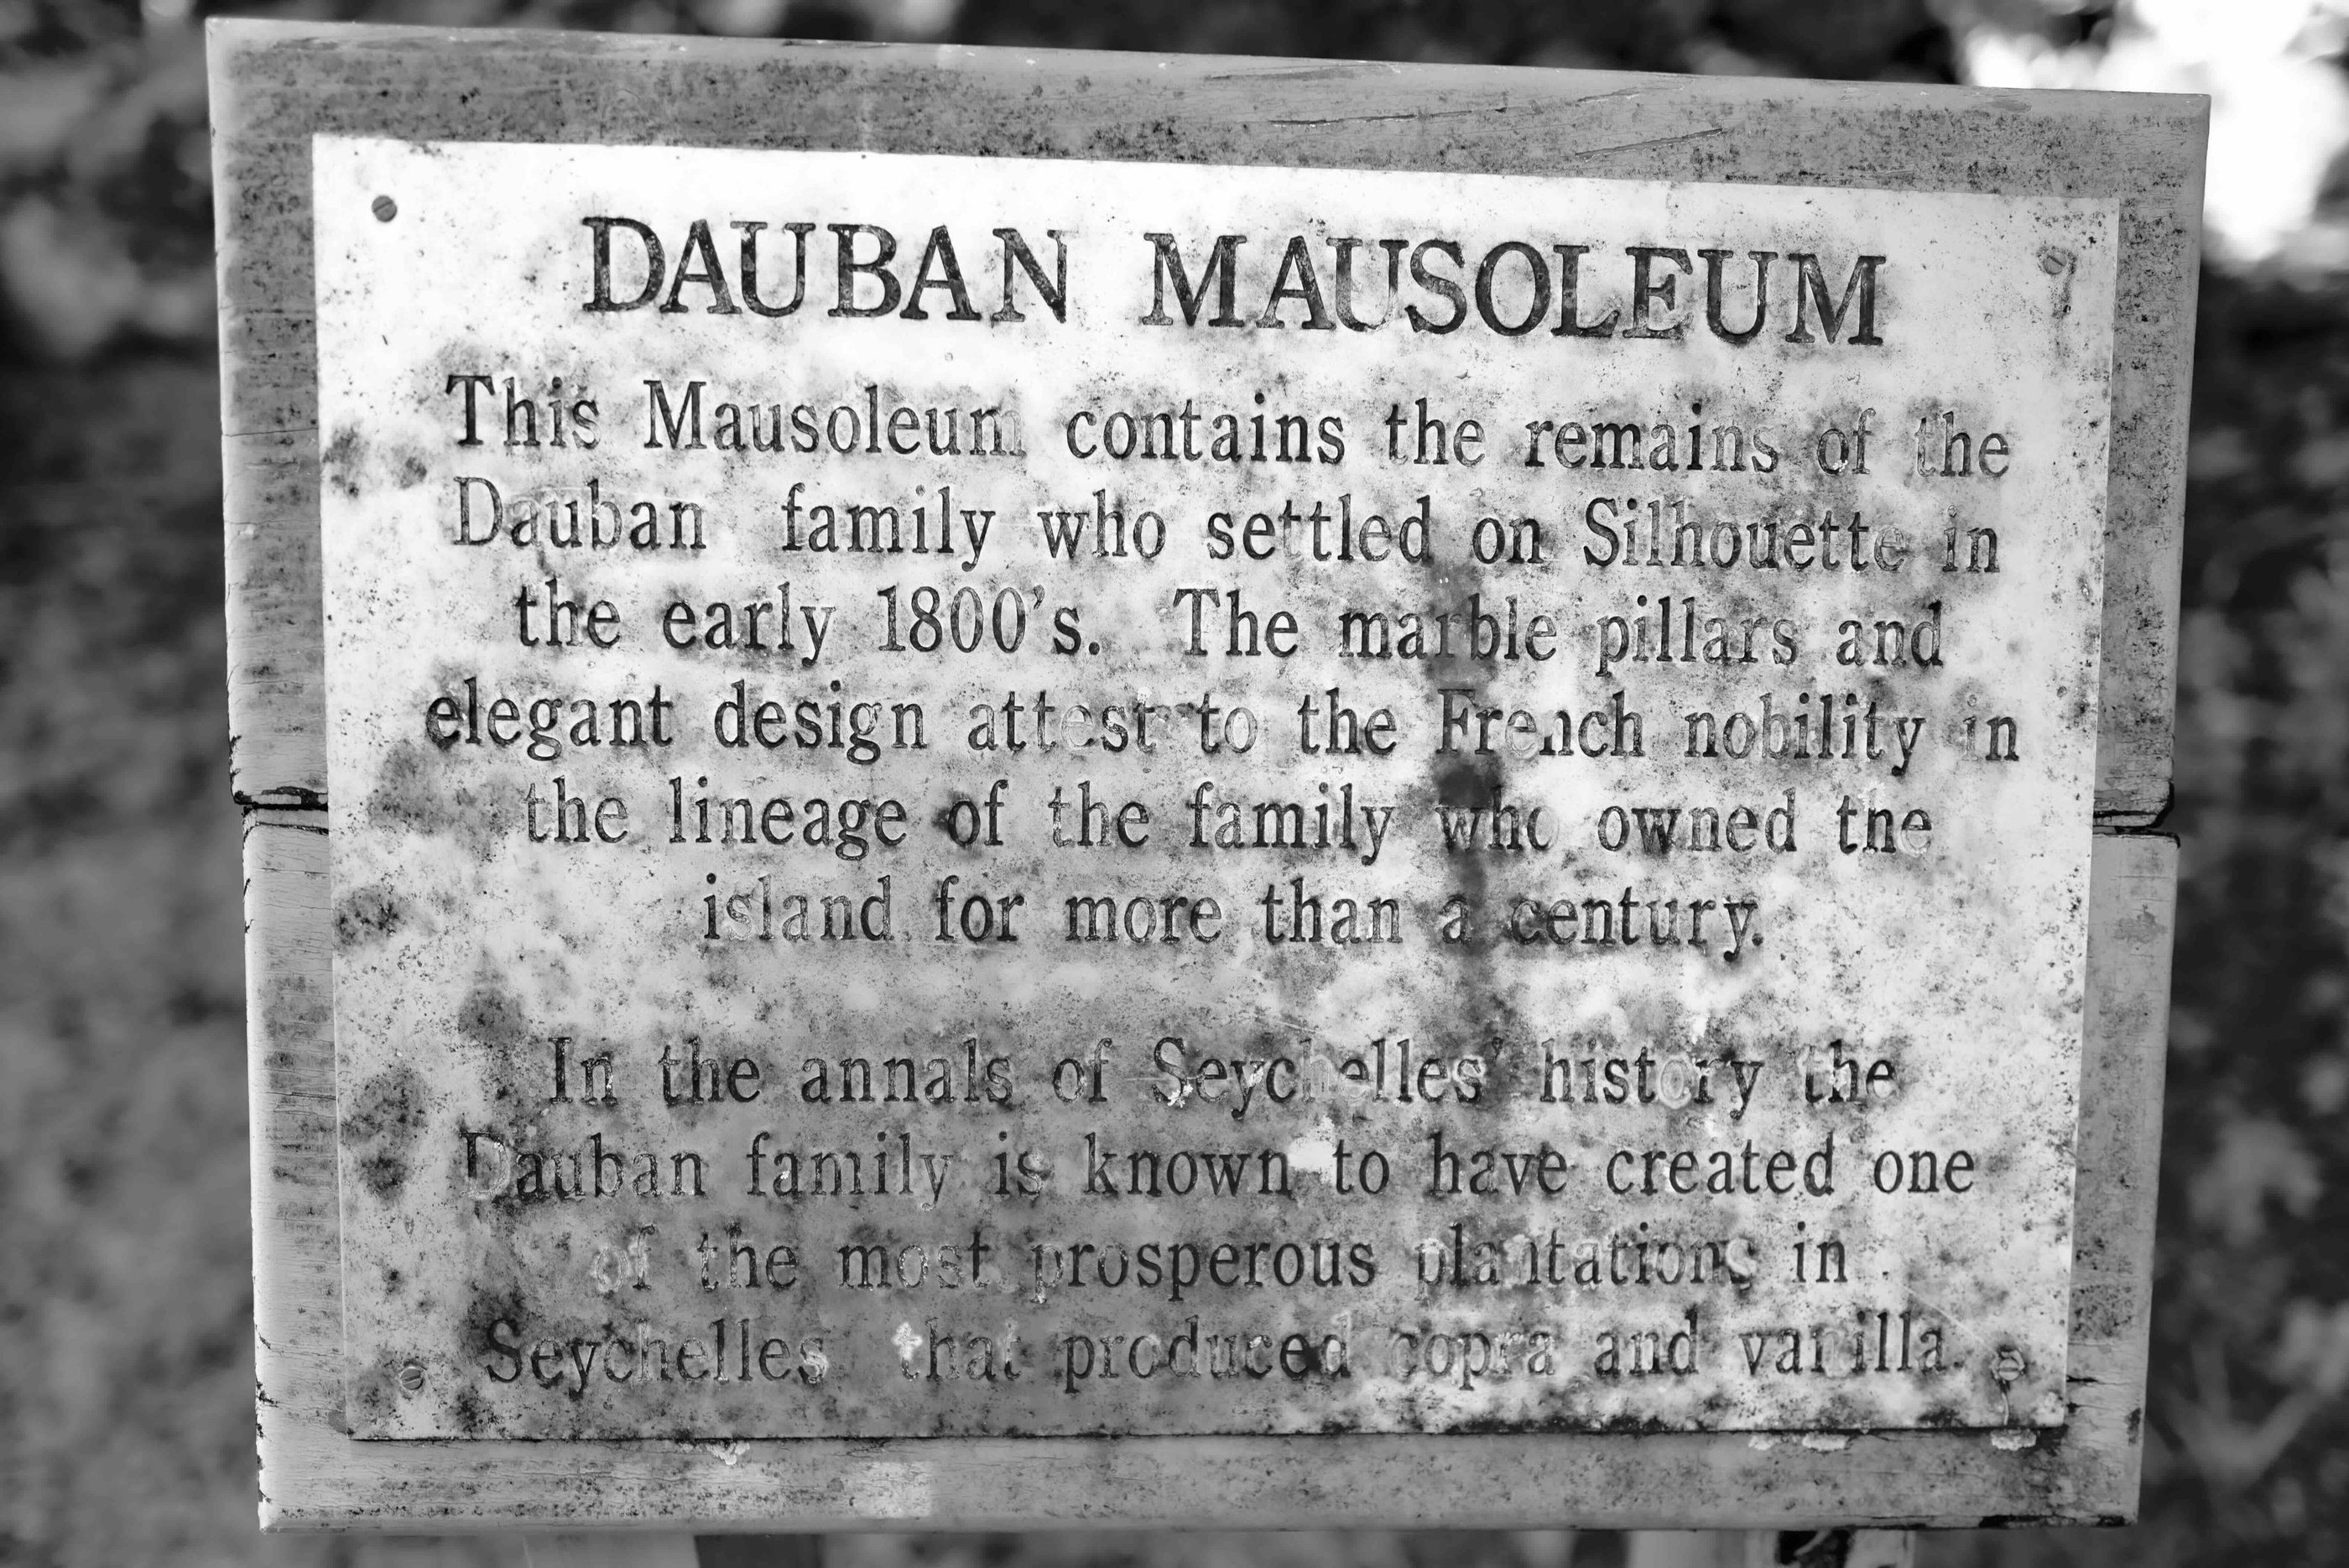 DAUBAN MAUSOLEUM
This Mausoleum contains the remains of the
Dauban family who settled on Silhouette in
the early 1800's. The marble pillars and
elegant design attest to the French nobility in
the lineage of the family who owned the
island for more than a century.
In the annals of Seychelles' history the
Dauban family is known to have created one
of the most prosperous plantations in
Seychelles that produced copra and vanilla.